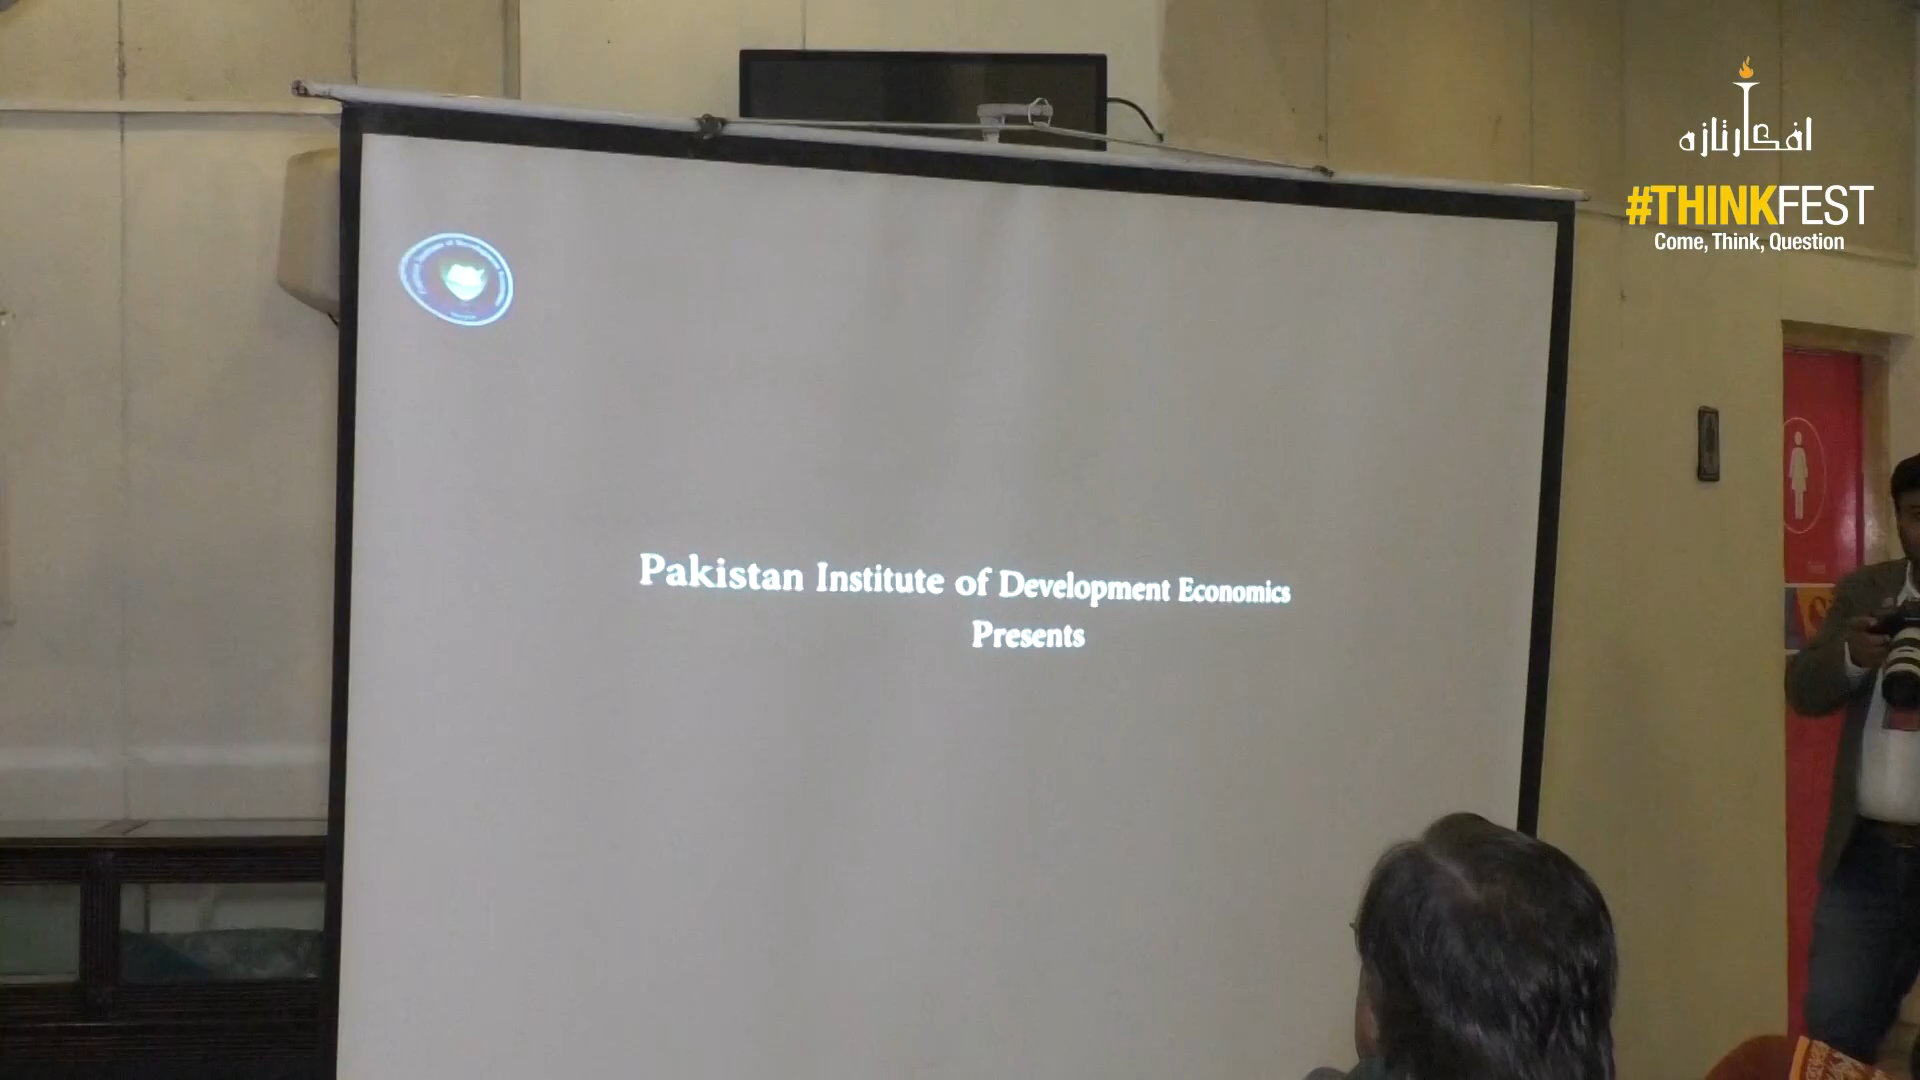 افکار تازہ
#THINKFEST
Come, Think, Question
Pakistan Institute of Development Economics
Presents